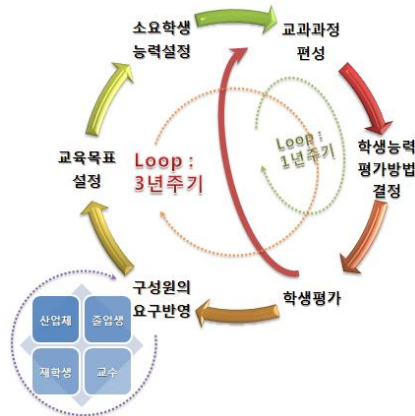 소요학생
능력설정
교과과정
편성
학생능력
평가방법
결정
학생평가
구성원의
요구반영
교육목표
설정
Loop :
3년주기
Loop :
1년주기
산업체
졸업생
재학생
교수